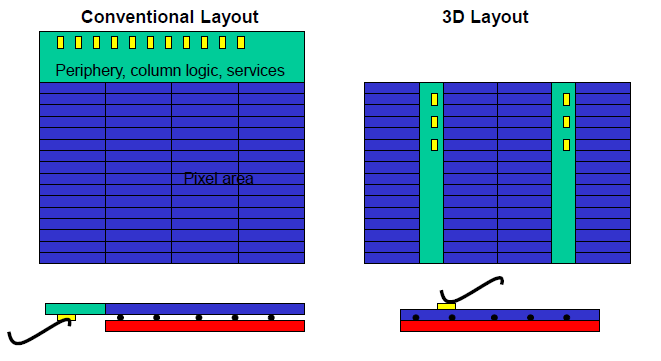 Conventional Layout
3D Layout
Periphery, column logic, services
Pixel area